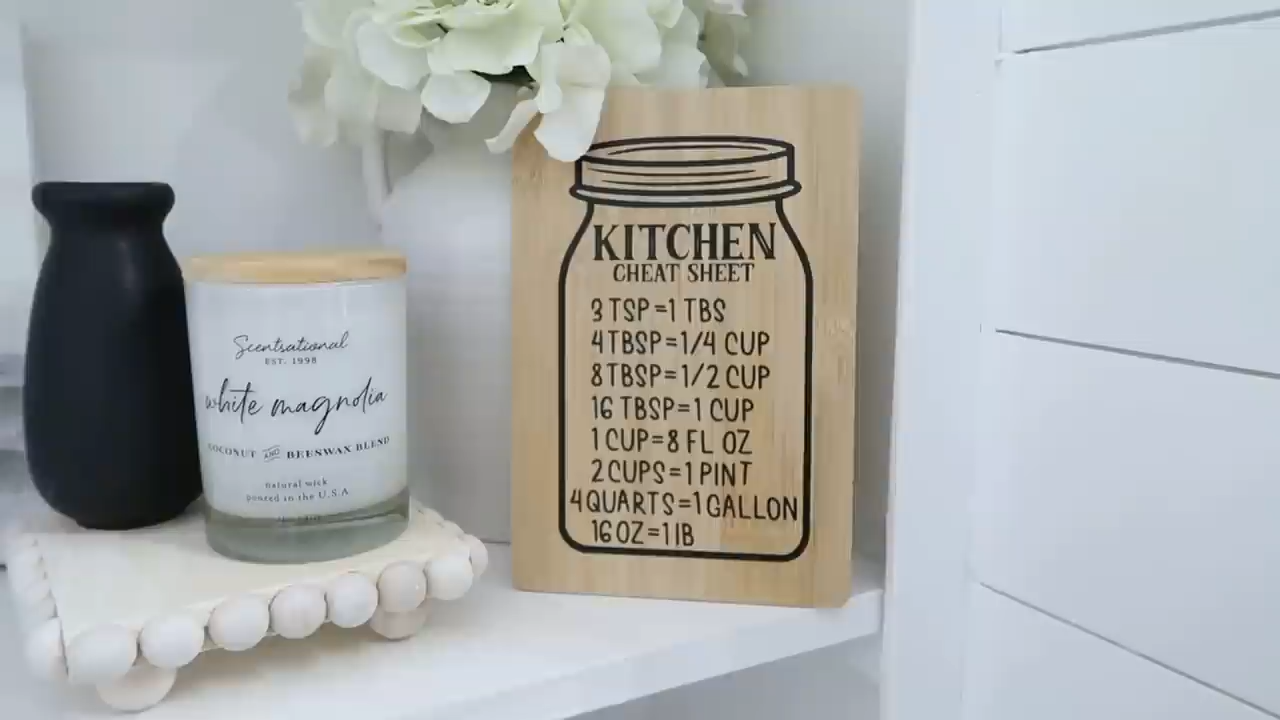 Scentsational
EST. 1998
white magnolia
COCONUT AND BEESWAX BLEND
natural wick
poured in the U.S.A
KITCHEN
CHEAT SHEET
3 TSP=1 TBS
4 TBSP=1/4 CUP
8 TBSP=1/2 CUP
16 TBSP=1 CUP
1 CUP=8 FL OZ
2 CUPS=1 PINT
4 QUARTS=1 GALLON
16 OZ=1 lB